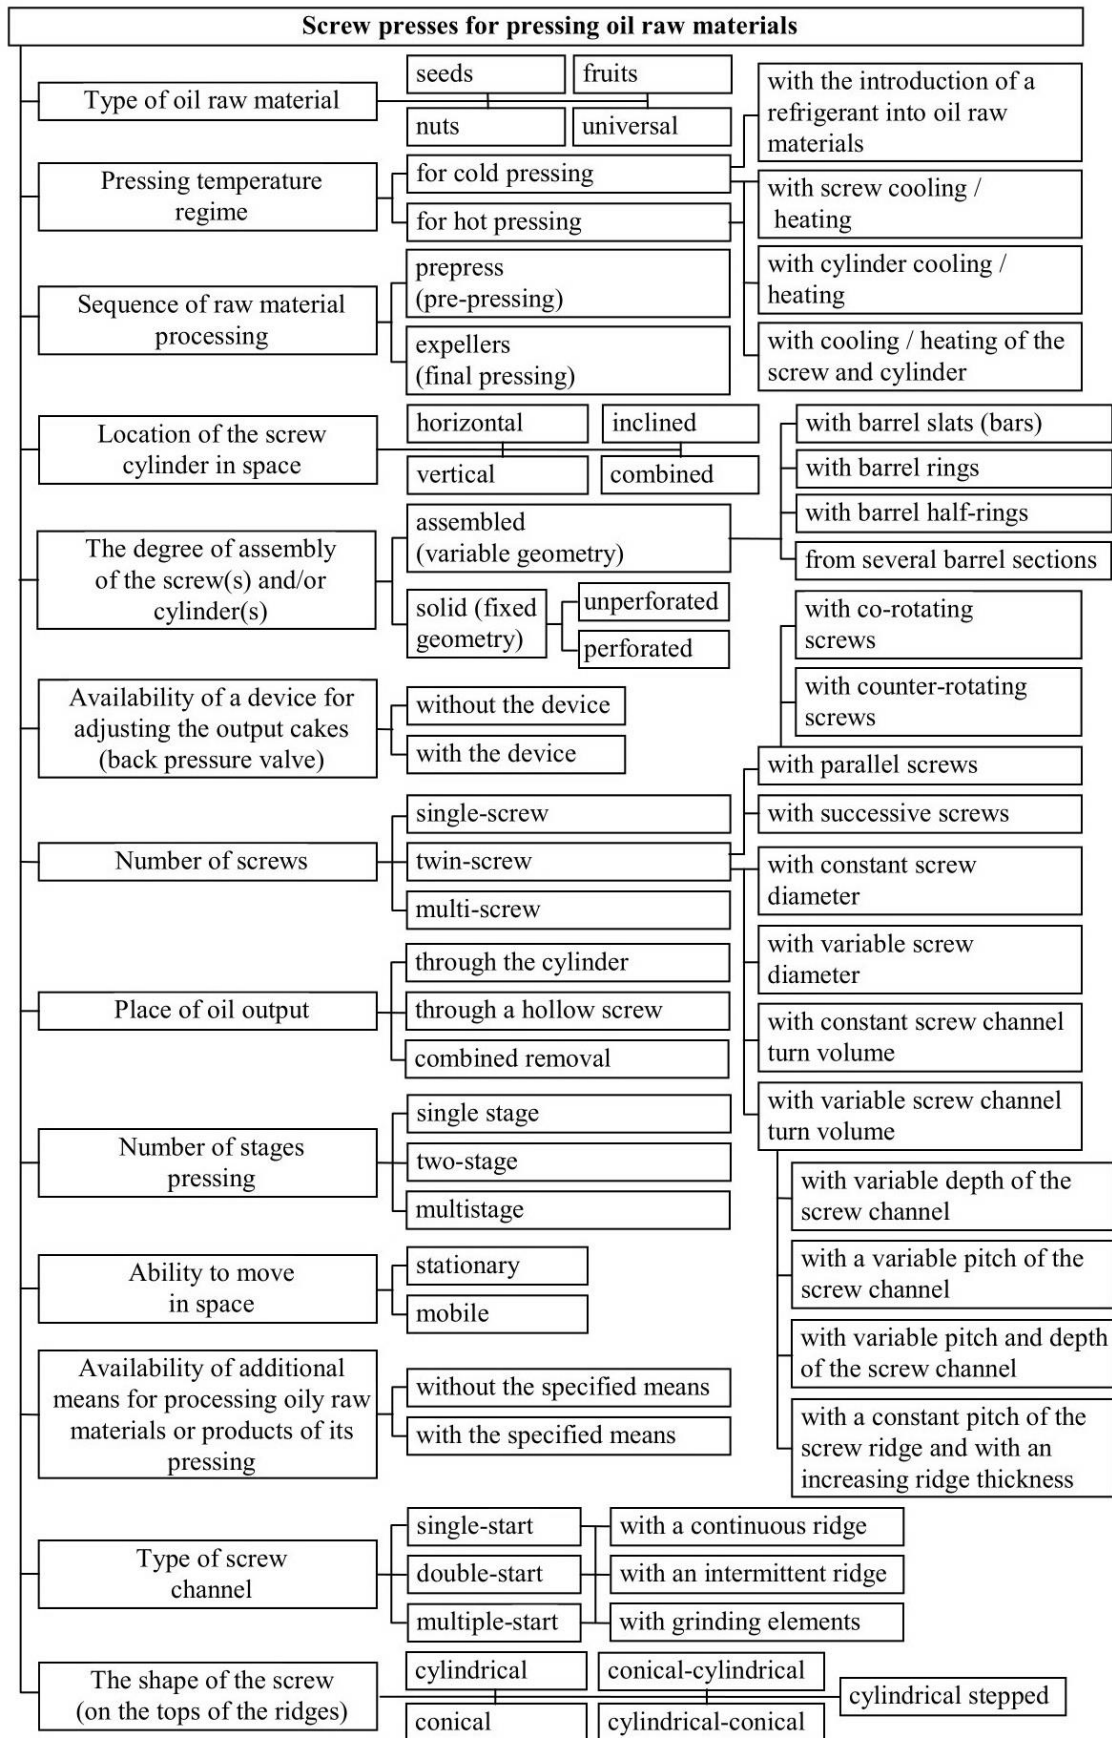 Screw presses for pressing oil raw materials
Type of oil raw material
seeds
fruits
nuts
universal
Pressing temperature
regime
for cold pressing
for hot pressing
with the introduction of a
refrigerant into oil raw
materials
with screw cooling /
heating
with cylinder cooling /
heating
with cooling / heating of the
screw and cylinder
Sequence of raw material
processing
prepress
(pre-pressing)
expellers
(final pressing)
Location of the screw
cylinder in space
horizontal
inclined
vertical
combined
The degree of assembly
of the screw(s) and/or
cylinder(s)
assembled
(variable geometry)
with barrel slats (bars)
with barrel rings
with barrel half-rings
from several barrel sections
solid (fixed
geometry)
unperforated
perforated
Availability of a device for
adjusting the output cakes
(back pressure valve)
without the device
with the device
Number of screws
single-screw
twin-screw
multi-screw
with co-rotating
screws
with counter-rotating
screws
with parallel screws
with successive screws
with constant screw
diameter
with variable screw
diameter
with constant screw channel
turn volume
with variable screw channel
turn volume
with variable depth of the
screw channel
with a variable pitch of the
screw channel
with variable pitch and depth
of the screw channel
with a constant pitch of the
screw ridge and with an
increasing ridge thickness
Place of oil output
through the cylinder
through a hollow screw
combined removal
Number of stages
pressing
single stage
two-stage
multistage
Ability to move
in space
stationary
mobile
Availability of additional
means for processing oily raw
materials or products of its
pressing
without the specified means
with the specified means
Type of screw
channel
single-start
double-start
multiple-start
with a continuous ridge
with an intermittent ridge
with grinding elements
The shape of the screw
(on the tops of the ridges)
cylindrical
conical-cylindrical
conical
cylindrical-conical
cylindrical stepped